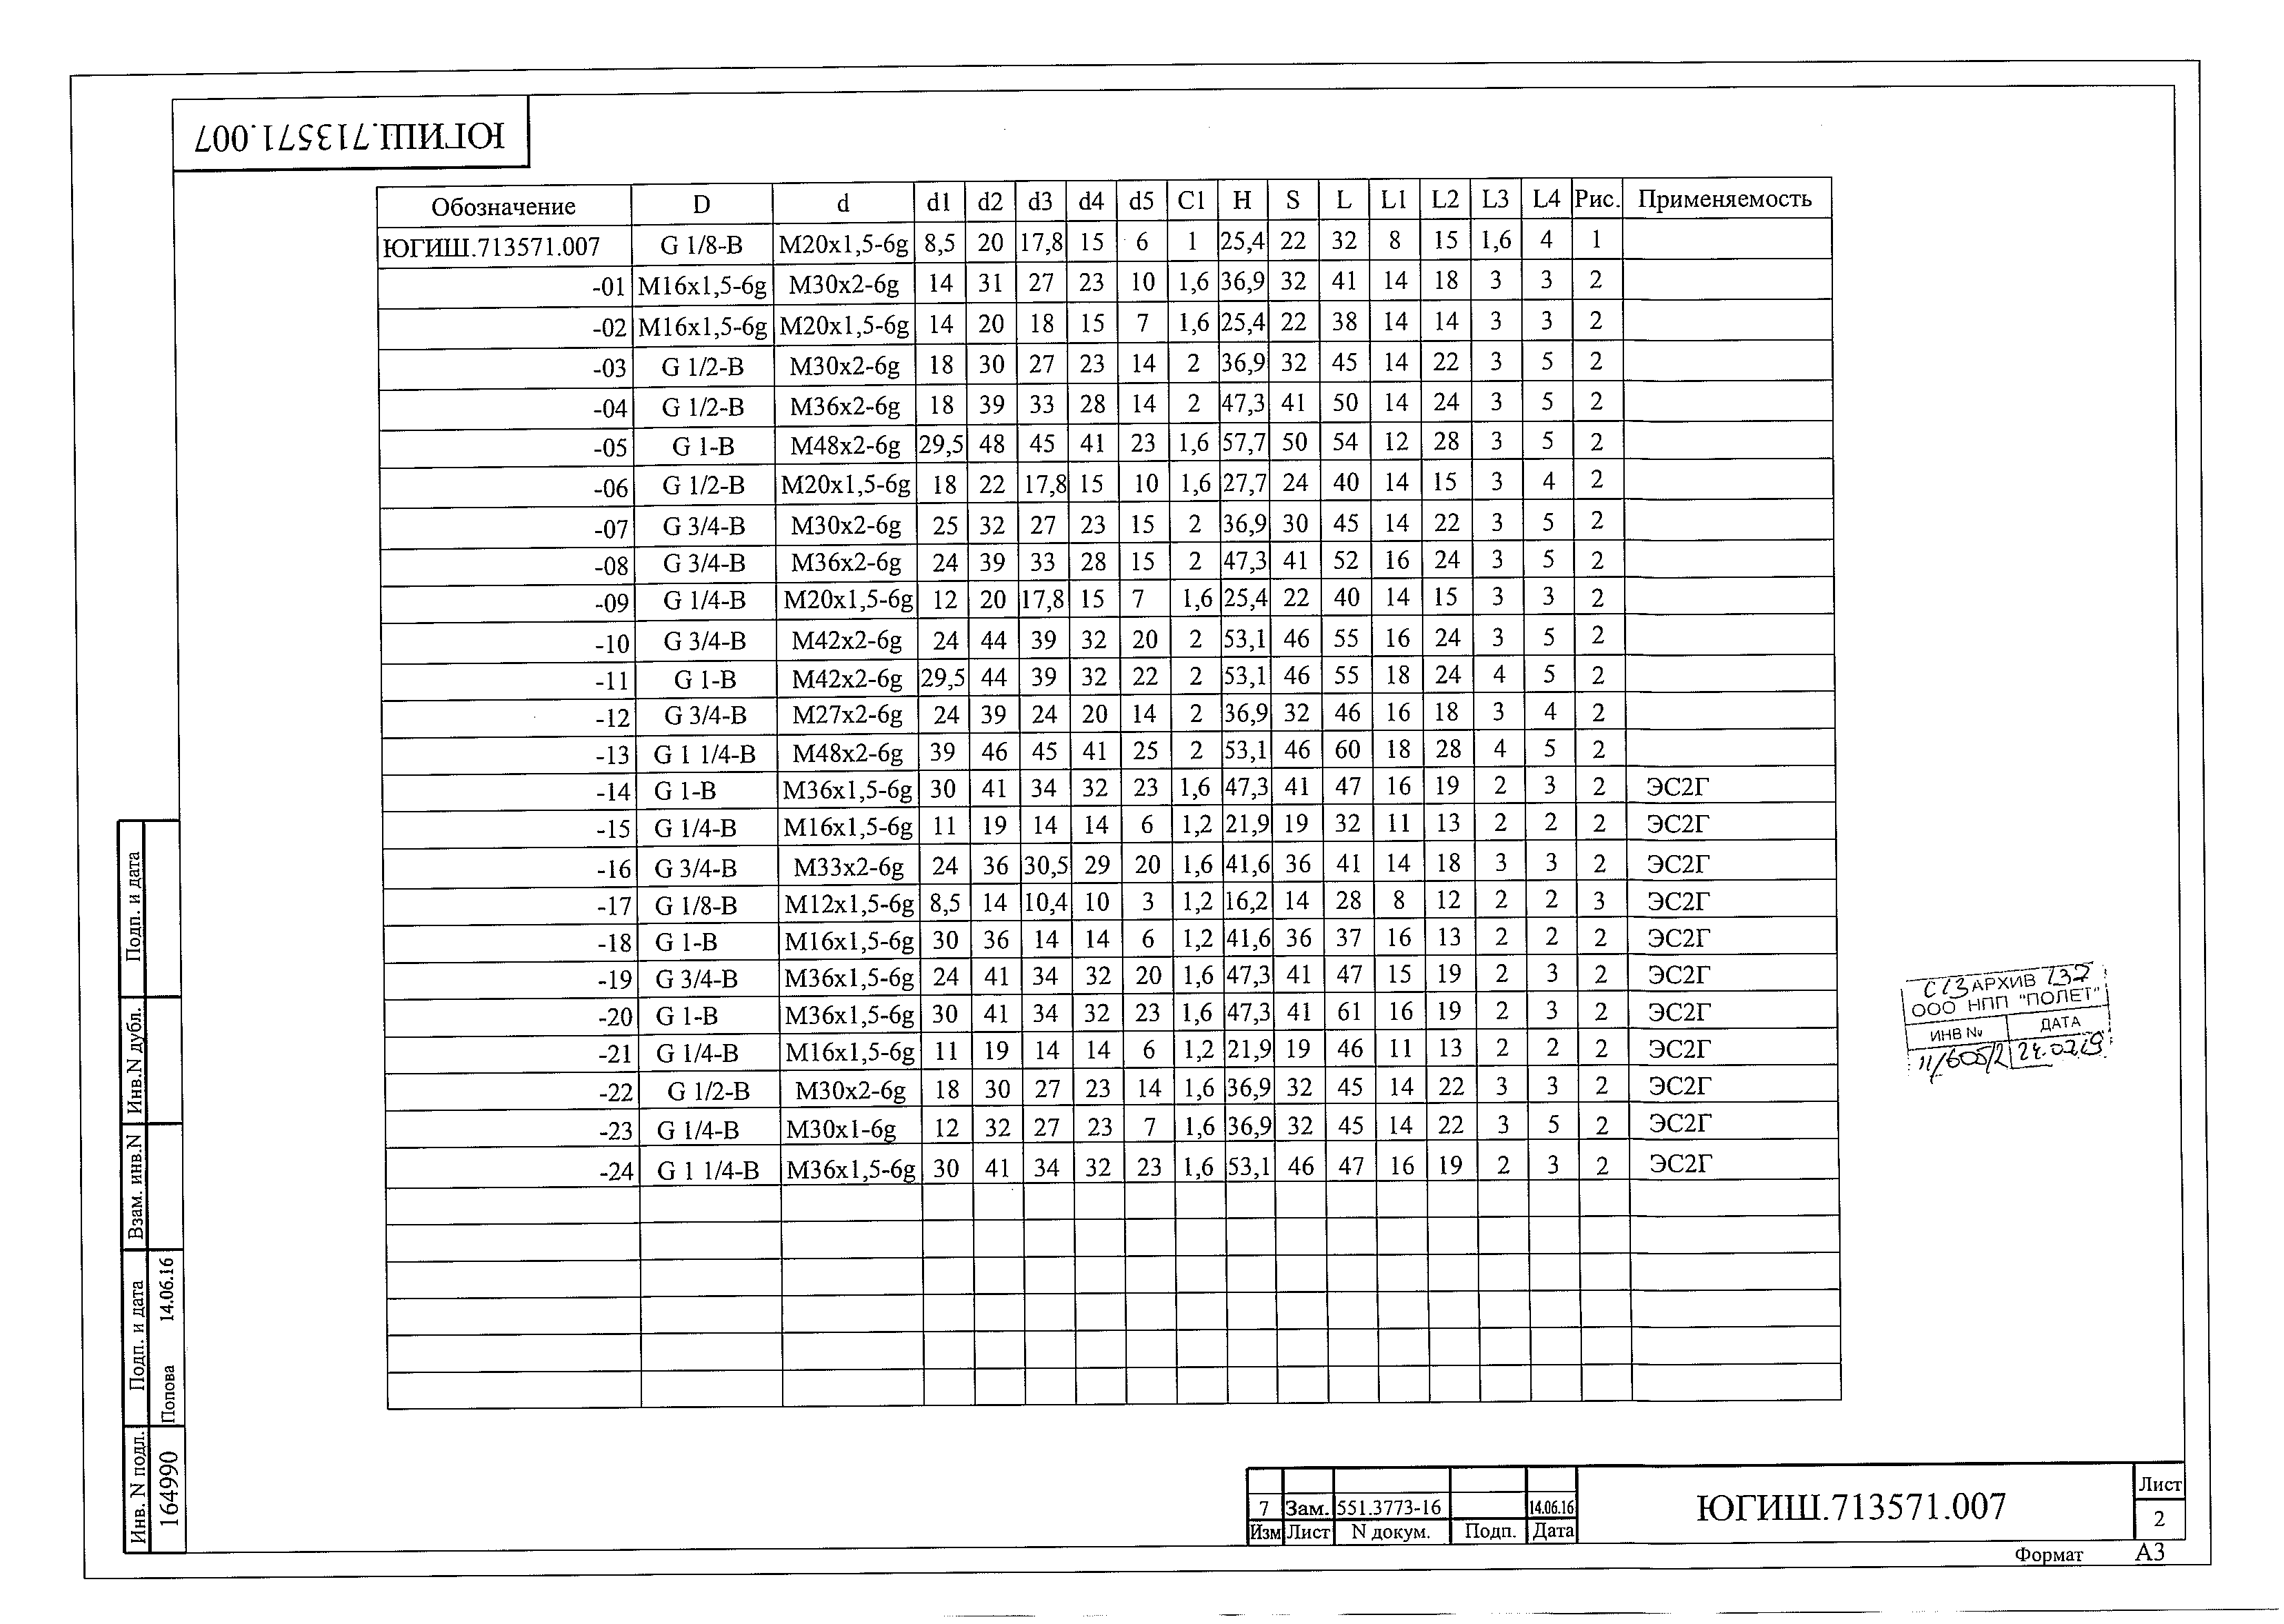 ЮГИШ.713571.007
Обозначение D d d1 d2 d3 d4 d5 C1 H S L L1 L2 L3 L4 Рис. Применяемость
ЮГИШ.713571.007 G 1/8-B M20x1,5-6g 8,5 20 17,8 15 6 1 25,4 22 32 8 15 1,6 4 1
-01 M16x1,5-6g M30x2-6g 14 31 27 23 10 1,6 36,9 32 41 14 18 3 3 2
-02 M16x1,5-6g M20x1,5-6g 14 20 18 15 7 1,6 25,4 22 38 14 14 3 3 2
-03 G 1/2-B M30x2-6g 18 30 27 23 14 2 36,9 32 45 14 22 3 5 2
-04 G 1/2-B M36x2-6g 18 39 33 28 14 2 47,3 41 50 14 24 3 5 2
-05 G 1-B M48x2-6g 29,5 48 45 41 23 1,6 57,7 50 54 12 28 3 5 2
-06 G 1/2-B M20x1,5-6g 18 22 17,8 15 10 1,6 27,7 24 40 14 15 3 4 2
-07 G 3/4-B M30x2-6g 25 32 27 23 15 2 36,9 30 45 14 22 3 5 2
-08 G 3/4-B M36x2-6g 24 39 33 28 15 2 47,3 41 52 16 24 3 5 2
-09 G 1/4-B M20x1,5-6g 12 20 17,8 15 7 1,6 25,4 22 40 14 15 3 3 2
-10 G 3/4-B M42x2-6g 24 44 39 32 20 2 53,1 46 55 16 24 3 5 2
-11 G 1-B M42x2-6g 29,5 44 39 32 22 2 53,1 46 55 18 24 4 5 2
-12 G 3/4-B M27x2-6g 24 39 24 20 14 2 36,9 32 46 16 18 3 4 2
-13 G 1 1/4-B M48x2-6g 39 46 45 41 25 2 53,1 46 60 18 28 4 5 2
-14 G 1-B M36x1,5-6g 30 41 34 32 23 1,6 47,3 41 47 16 19 2 3 2 ЭС2Г
-15 G 1/4-B M16x1,5-6g 11 19 14 14 6 1,2 21,9 19 32 11 13 2 2 2 ЭС2Г
-16 G 3/4-B M33x2-6g 24 36 30,5 29 20 1,6 41,6 36 41 14 18 3 3 2 ЭС2Г
-17 G 1/8-B M12x1,5-6g 8,5 14 10,4 10 3 1,2 16,2 14 28 8 12 2 2 3 ЭС2Г
-18 G 1-B M16x1,5-6g 30 36 14 14 6 1,2 41,6 36 37 16 13 2 2 2 ЭС2Г
-19 G 3/4-B M36x1,5-6g 24 41 34 32 20 1,6 47,3 41 47 15 19 2 3 2 ЭС2Г
-20 G 1-B M36x1,5-6g 30 41 34 32 23 1,6 47,3 41 61 16 19 2 3 2 ЭС2Г
-21 G 1/4-B M16x1,5-6g 11 19 14 14 6 1,2 21,9 19 46 11 13 2 2 2 ЭС2Г
-22 G 1/2-B M30x2-6g 18 30 27 23 14 1,6 36,9 32 45 14 22 3 3 2 ЭС2Г
-23 G 1/4-B M30x1-6g 12 32 27 23 7 1,6 36,9 32 45 14 22 3 5 2 ЭС2Г
-24 G 1 1/4-B M36x1,5-6g 30 41 34 32 23 1,6 53,1 46 47 16 19 2 3 2 ЭС2Г
АРХИВ 132
ООО НПП "ПОЛЕТ"
ИНВ № ДАТА
Подп. и дата
Инв.N дубл.
Взам. инв.N
Подп. и дата
Попова 14.06.16
Инв. N подл.
164990
7 Зам. 551.3773-16 14.06.16
Изм Лист N докум. Подп. Дата
ЮГИШ.713571.007
Лист
2
Формат А3